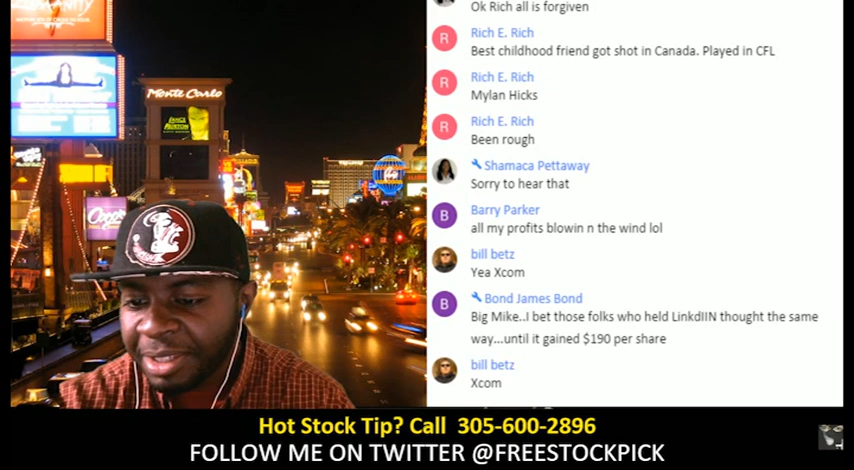 HUMANITY
Monte Carlo
LANCE
BURTON
Ok Rich all is forgiven
R
Rich E. Rich
Best childhood friend got shot in Canada. Played in CFL
R
Rich E. Rich
Mylan Hicks
R
Rich E. Rich
Been rough
Shamaca Pettaway
Sorry to hear that
B
Barry Parker
all my profits blowin n the wind lol
bill betz
Yea Xcom
B
Bond James Bond
Big Mike..I bet those folks who held LinkdIIN thought the same
way...until it gained $190 per share
bill betz
Xcom
Hot Stock Tip? Call 305-600-2896
FOLLOW ME ON TWITTER @FREESTOCKPICK